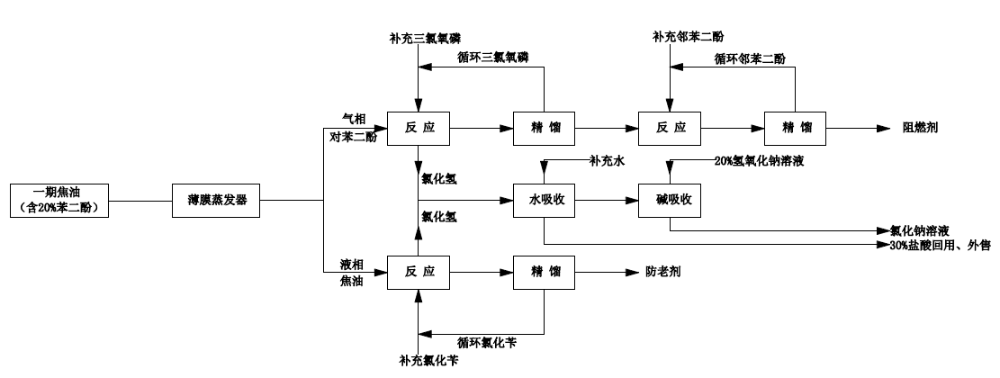 补充三氯氧磷
补充邻苯二酚
循环三氯氧磷
循环邻苯二酚
气相
对苯二酚
反应
精馏
反应
精馏
阻燃剂
氯化氢
补充水
20%氢氧化钠溶液
一期焦油
（含20%苯二酚）
薄膜蒸发器
水吸收
碱吸收
氯化氢
氯化钠溶液
30%盐酸回用、外售
液相
焦油
反应
精馏
防老剂
循环氯化苄
补充氯化苄